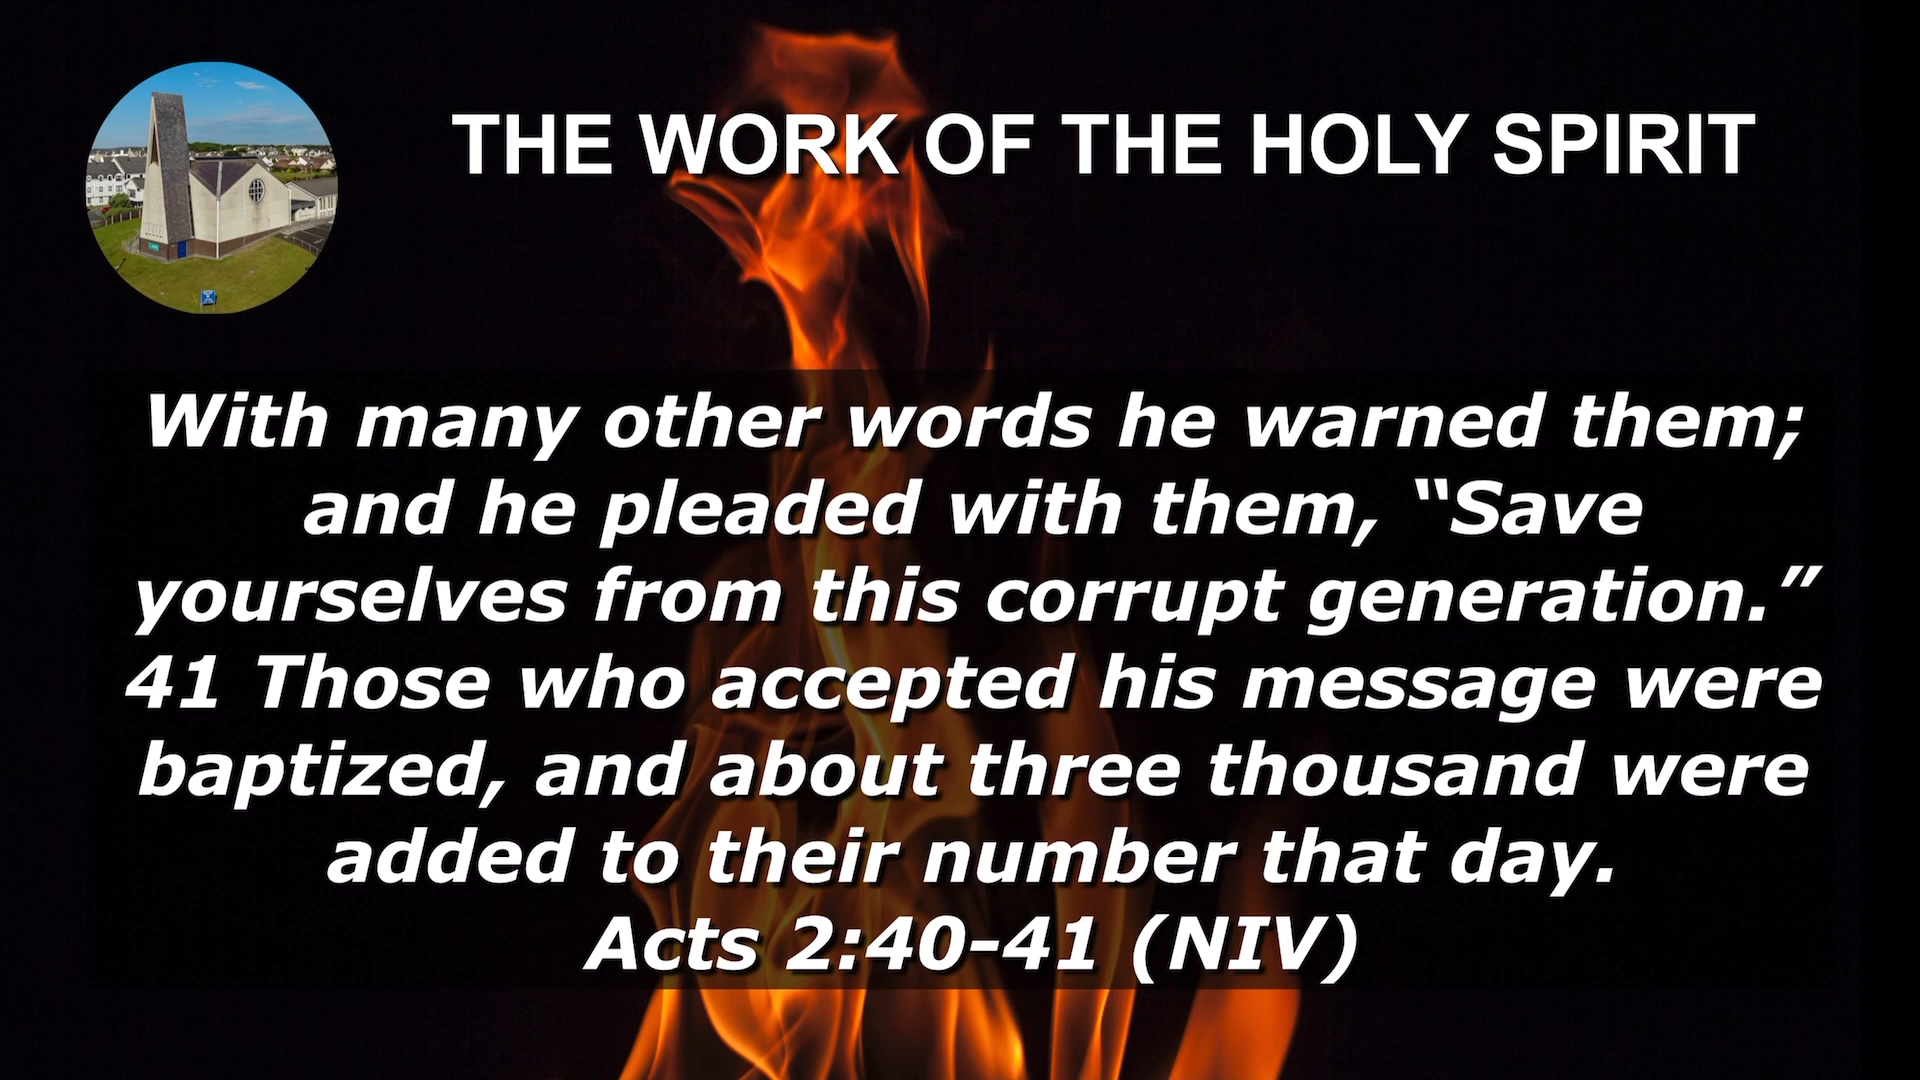 THE WORK OF THE HOLY SPIRIT
With many other words he warned them;
and he pleaded with them, “Save
yourselves from this corrupt generation.”
41 Those who accepted his message were
baptized, and about three thousand were
added to their number that day.
Acts 2:40-41 (NIV)